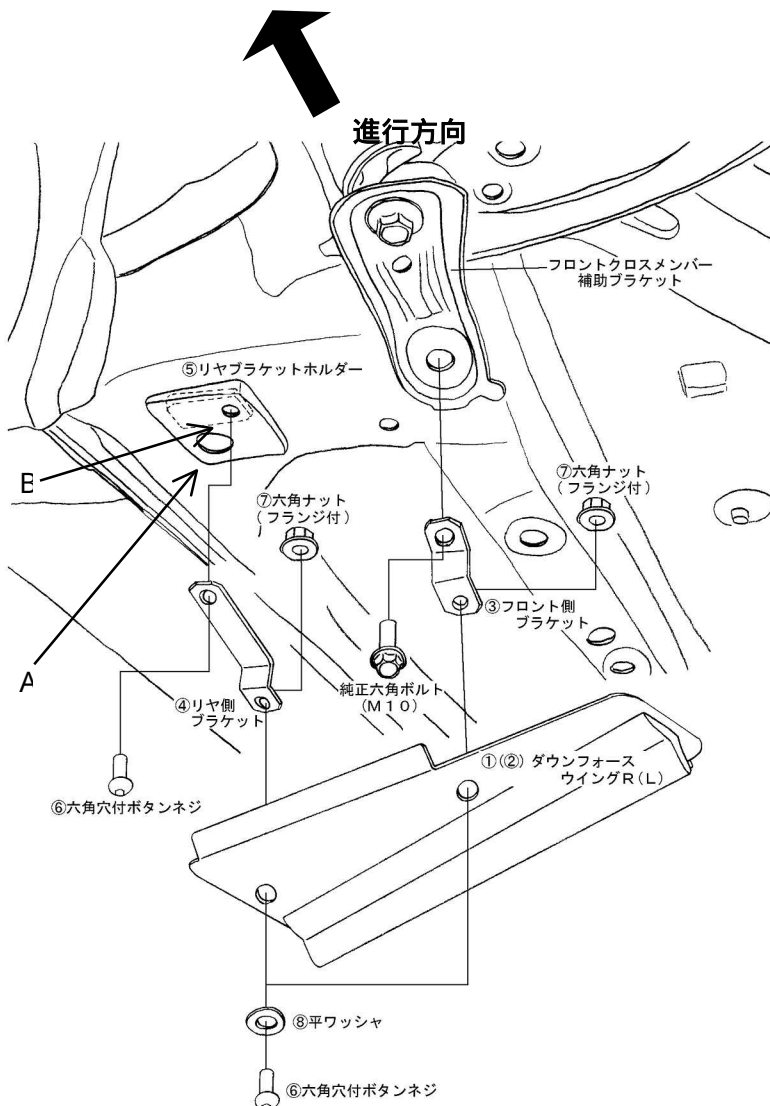 進行方向
フロントクロスメンバー
補助ブラケット
⑤リヤブラケットホルダー
B
⑦六角ナット
(フランジ付)
⑦六角ナット
(フランジ付)
A
③フロント側
ブラケット
④リヤ側
ブラケット
純正六角ボルト
(M10)
①(②) ダウンフォース
ウイングR(L)
⑥六角穴付ボタンネジ
⑧平ワッシャ
⑥六角穴付ボタンネジ